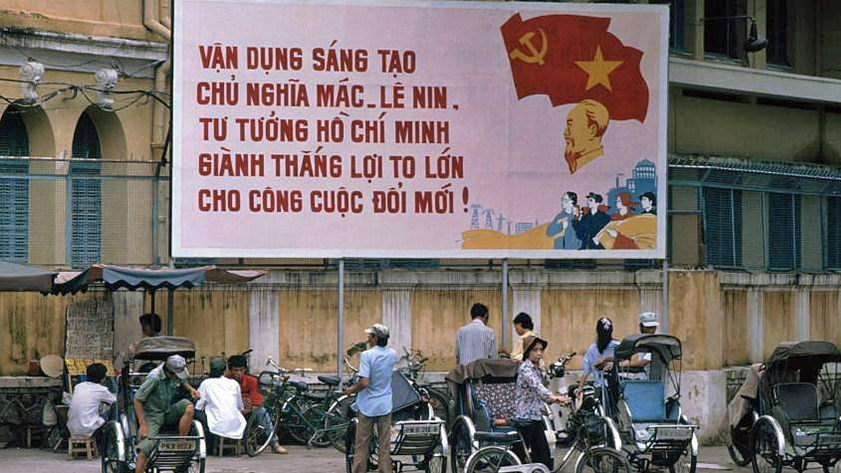 VẬN DỤNG SÁNG TẠO
CHỦ NGHĨA MÁC_LÊ NIN,
TƯ TƯỞNG HỒ CHÍ MINH
GIÀNH THẮNG LỢI TO LỚN
CHO CÔNG CUỘC ĐỔI MỚI!